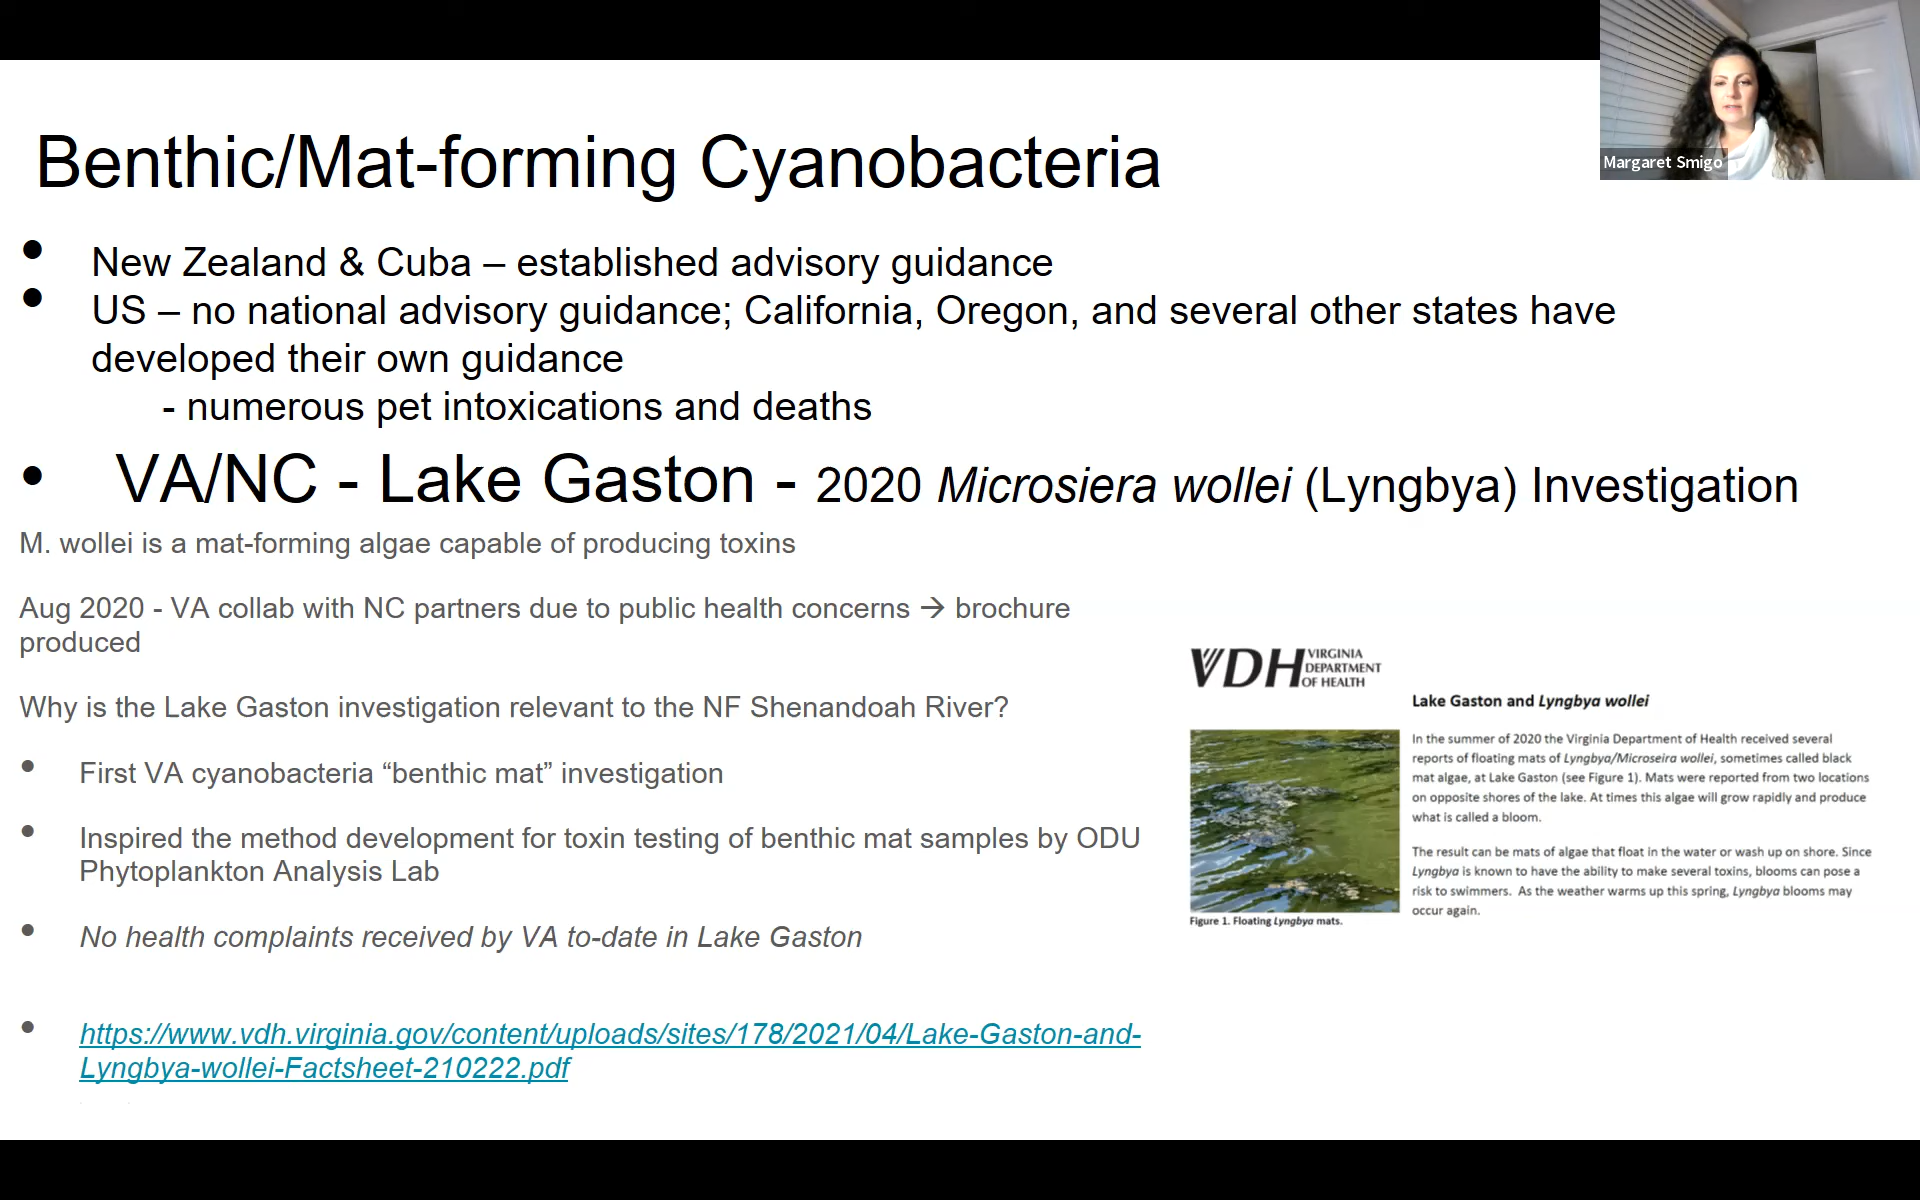 Margaret Smigo
Benthic/Mat-forming Cyanobacteria
• New Zealand & Cuba – established advisory guidance
• US – no national advisory guidance; California, Oregon, and several other states have
developed their own guidance
- numerous pet intoxications and deaths
• VA/NC - Lake Gaston - 2020 Microsiera wollei (Lyngbya) Investigation
M. wollei is a mat-forming algae capable of producing toxins
Aug 2020 - VA collab with NC partners due to public health concerns → brochure
produced
Why is the Lake Gaston investigation relevant to the NF Shenandoah River?
• First VA cyanobacteria “benthic mat” investigation
• Inspired the method development for toxin testing of benthic mat samples by ODU
Phytoplankton Analysis Lab
• No health complaints received by VA to-date in Lake Gaston
• https://www.vdh.virginia.gov/content/uploads/sites/178/2021/04/Lake-Gaston-and-
Lyngbya-wollei-Factsheet-210222.pdf
VDH VIRGINIA
DEPARTMENT
OF HEALTH
Lake Gaston and Lyngbya wollei
In the summer of 2020 the Virginia Department of Health received several
reports of floating mats of Lyngbya/Microseira wollei, sometimes called black
mat algae, at Lake Gaston (see Figure 1). Mats were reported from two locations
on opposite shores of the lake. At times this algae will grow rapidly and produce
what is called a bloom.
The result can be mats of algae that float in the water or wash up on shore. Since
Lyngbya is known to have the ability to make several toxins, blooms can pose a
risk to swimmers. As the weather warms up this spring, Lyngbya blooms may
occur again.
Figure 1. Floating Lyngbya mats.